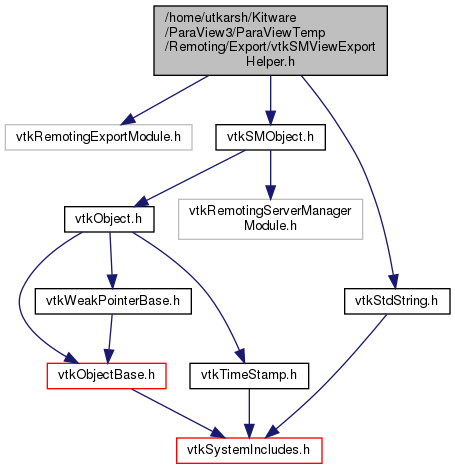 /home/utkarsh/Kitware
/ParaView3/ParaViewTemp
/Remoting/Export/vtkSMViewExport
Helper.h
vtkRemotingExportModule.h
vtkSMObject.h
vtkObject.h
vtkRemotingServerManager
Module.h
vtkWeakPointerBase.h
vtkStdString.h
vtkObjectBase.h
vtkTimeStamp.h
vtkSystemIncludes.h